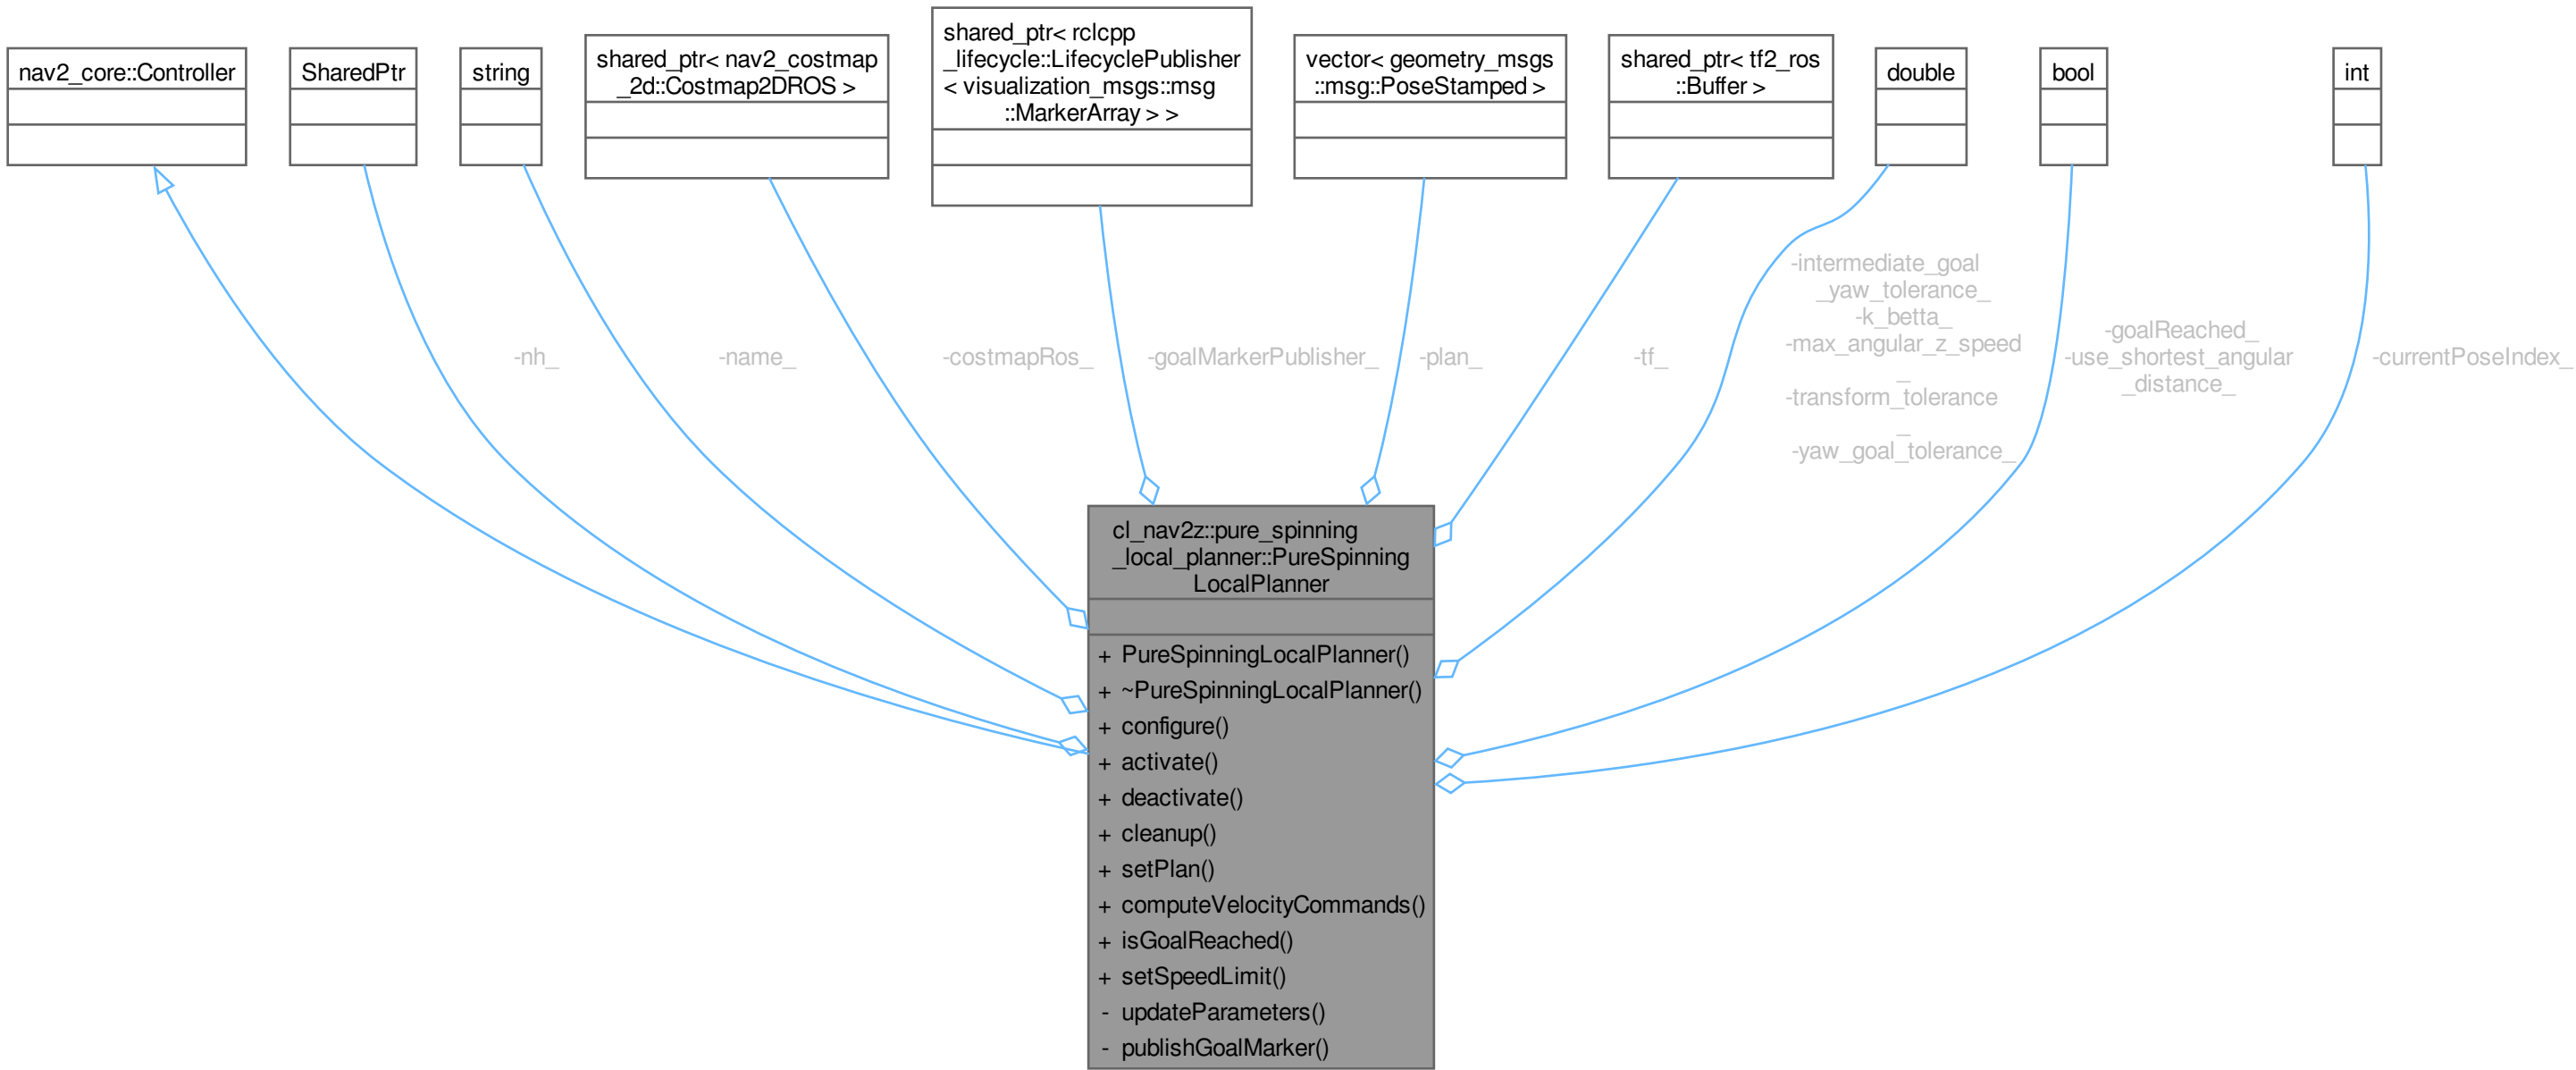 nav2_core::Controller
SharedPtr
string
shared_ptr< nav2_costmap
_2d::Costmap2DROS >
shared_ptr< rclcpp
_lifecycle::LifecyclePublisher
< visualization_msgs::msg
::MarkerArray > >
vector< geometry_msgs
::msg::PoseStamped >
shared_ptr< tf2_ros
::Buffer >
double
bool
int
-nh_
-name_
-costmapRos_
-goalMarkerPublisher_
-plan_
-tf_
-intermediate_goal
_yaw_tolerance_
-k_betta_
-max_angular_z_speed
_
-transform_tolerance
_
-yaw_goal_tolerance_
-goalReached_
-use_shortest_angular
_distance_
-currentPoseIndex_
cl_nav2z::pure_spinning
_local_planner::PureSpinning
LocalPlanner
+ PureSpinningLocalPlanner()
+ ~PureSpinningLocalPlanner()
+ configure()
+ activate()
+ deactivate()
+ cleanup()
+ setPlan()
+ computeVelocityCommands()
+ isGoalReached()
+ setSpeedLimit()
- updateParameters()
- publishGoalMarker()